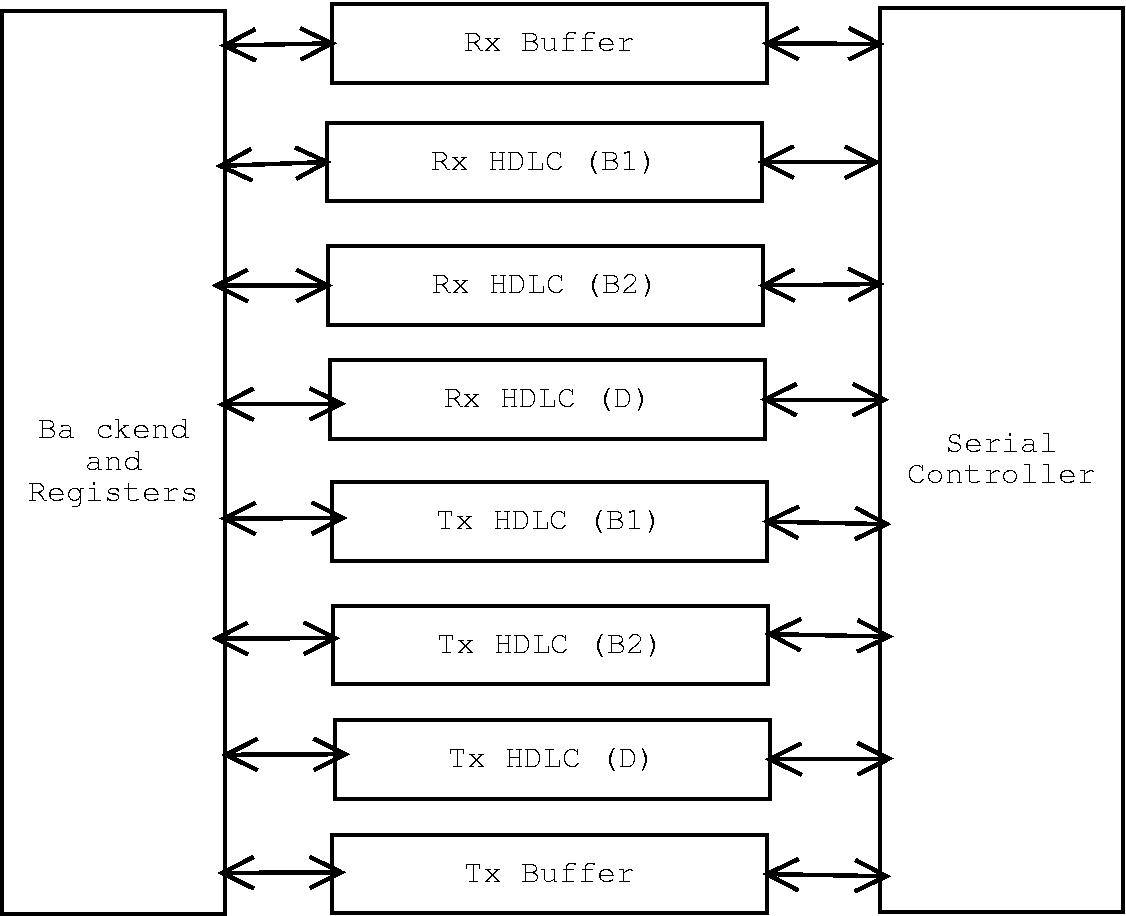 Rx Buffer
Rx HDLC (B1)
Rx HDLC (B2)
Rx HDLC (D)
Ba ckend
and
Registers
Serial
Controller
Tx HDLC (B1)
Tx HDLC (B2)
Tx HDLC (D)
Tx Buffer